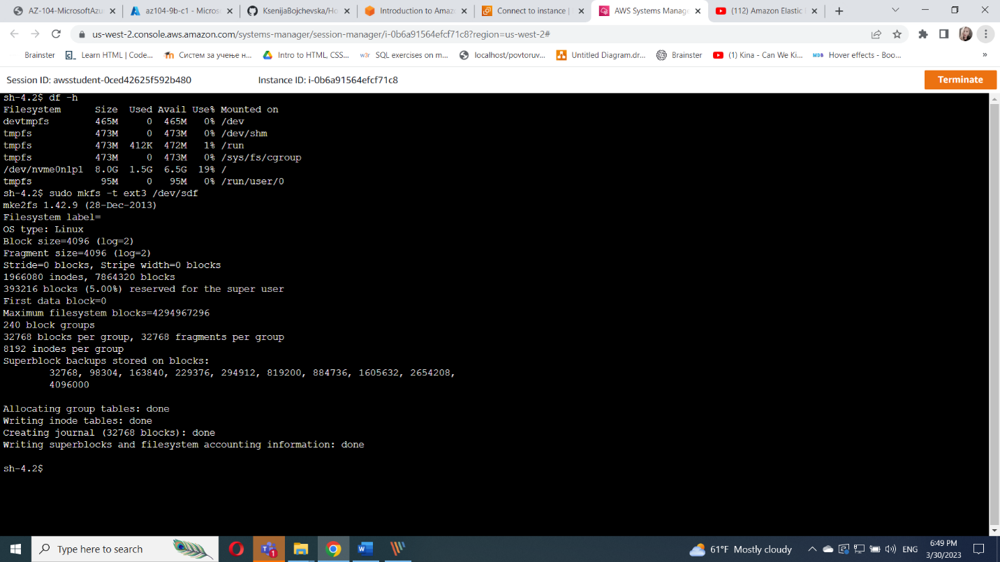 AZ-104-MicrosoftAzu
az104-9b-c1 - Micros
KsenijaBojchevska/Ho
Introduction to Amaz
Connect to instance |
AWS Systems Manage
(112) Amazon Elastic
us-west-2.console.aws.amazon.com/systems-manager/session-manager/i-0b6a91564efcf71c8?region=us-west-2#
Brainster
Learn HTML | Code...
Систем за учење н...
Intro to HTML, CSS...
w3r SQL exercises on m...
localhost/povtoruv...
Untitled Diagram.dr...
Brainster
(1) Kina - Can We Ki...
MDB Hover effects - Boo...
»
Session ID: awsstudent-0ced42625f592b480 Instance ID: i-0b6a91564efcf71c8 Terminate
sh-4.2$ df -h
Filesystem Size Used Avail Use% Mounted on
devtmpfs 465M 0 465M 0% /dev
tmpfs 473M 0 473M 0% /dev/shm
tmpfs 473M 412K 472M 1% /run
tmpfs 473M 0 473M 0% /sys/fs/cgroup
/dev/nvme0n1p1 8.0G 1.5G 6.5G 19% /
tmpfs 95M 0 95M 0% /run/user/0
sh-4.2$ sudo mkfs -t ext3 /dev/sdf
mke2fs 1.42.9 (28-Dec-2013)
Filesystem label=
OS type: Linux
Block size=4096 (log=2)
Fragment size=4096 (log=2)
Stride=0 blocks, Stripe width=0 blocks
1966080 inodes, 7864320 blocks
393216 blocks (5.00%) reserved for the super user
First data block=0
Maximum filesystem blocks=4294967296
240 block groups
32768 blocks per group, 32768 fragments per group
8192 inodes per group
Superblock backups stored on blocks:
32768, 98304, 163840, 229376, 294912, 819200, 884736, 1605632, 2654208,
4096000
Allocating group tables: done
Writing inode tables: done
Creating journal (32768 blocks): done
Writing superblocks and filesystem accounting information: done
sh-4.2$
Type here to search
1
61°F Mostly cloudy
ENG
6:49 PM
3/30/2023